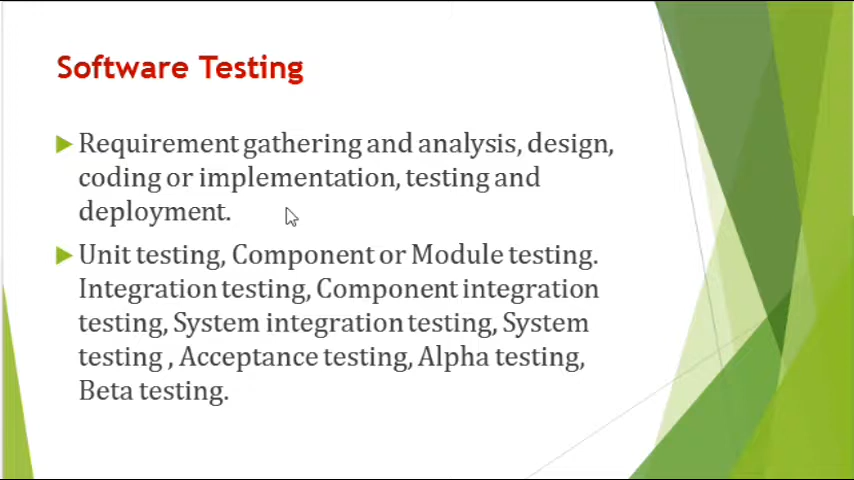 Software Testing
Requirement gathering and analysis, design,
coding or implementation, testing and
deployment.
Unit testing, Component or Module testing.
Integration testing, Component integration
testing, System integration testing, System
testing , Acceptance testing, Alpha testing,
Beta testing.